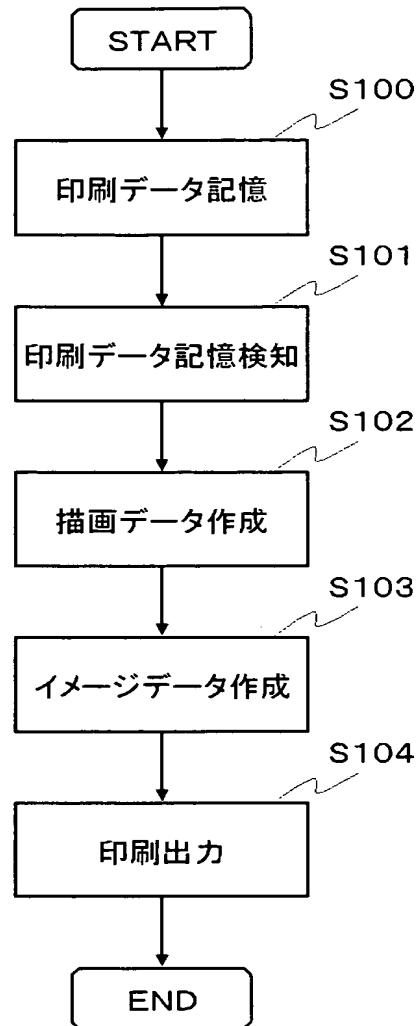 START
S100
印刷データ記憶
S101
印刷データ記憶検知
S102
描画データ作成
S103
イメージデータ作成
S104
印刷出力
END